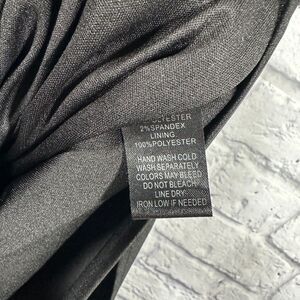 POLYESTER
2%SPANDEX
LINING
100%POLYESTER
HAND WASH COLD
WASH SEPARATELY
COLORS MAY BLEED
DO NOT BLEACH
LINE DRY
IRON LOW IF NEEDED